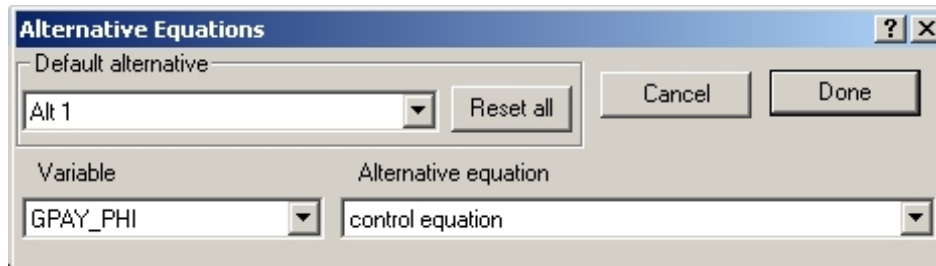 Alternative Equations
Default alternative
Alt 1 Reset all Cancel Done
Variable Alternative equation
GPAY_PHI control equation